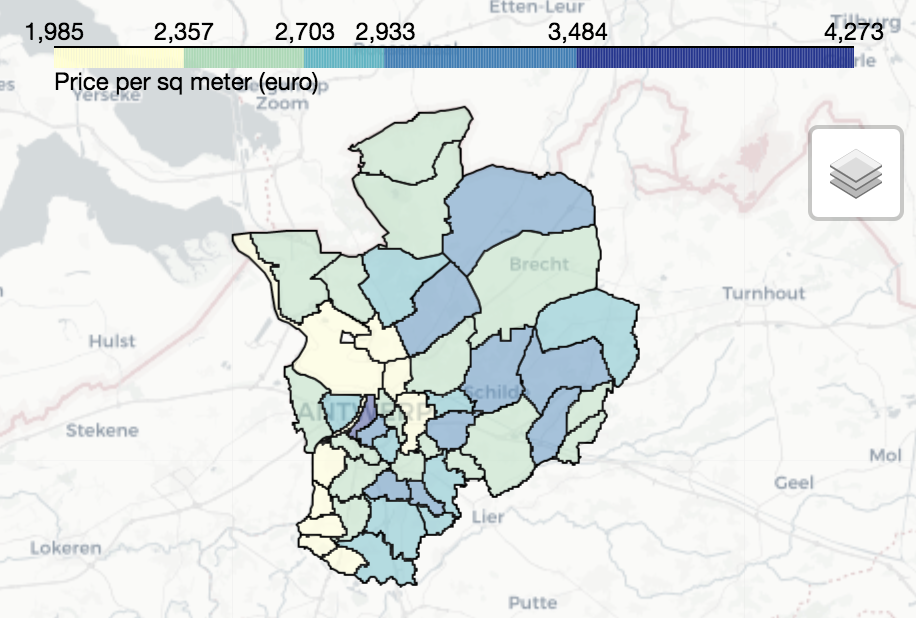 Etten-Leur
1,985 2,357 2,703 2,933 3,484 4,273
Tilburg
Price per sq meter (euro)
Yerseke
Zoom
Brecht
Turnhout
Hulst
Schilde
ANTWERP
Stekene
Mol
Geel
Lier
Lokeren
Putte